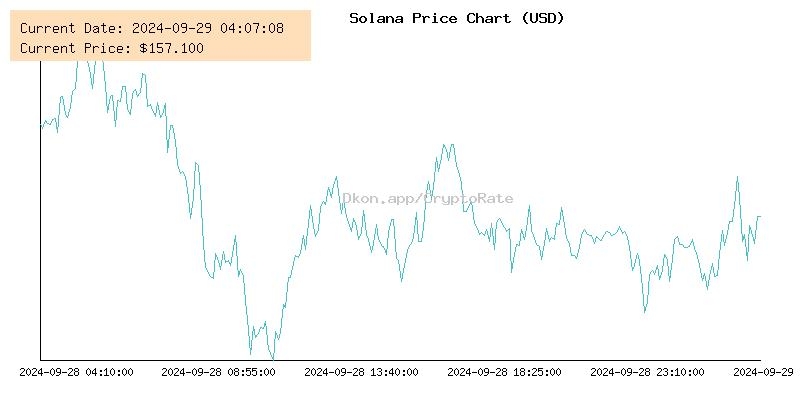 Solana Price Chart (USD)
Current Date: 2024-09-29 04:07:08
Current Price: $157.100
Dkon.app/CryptoRate
2024-09-28 04:10:00 2024-09-28 08:55:00 2024-09-28 13:40:00 2024-09-28 18:25:00 2024-09-28 23:10:00 2024-09-29